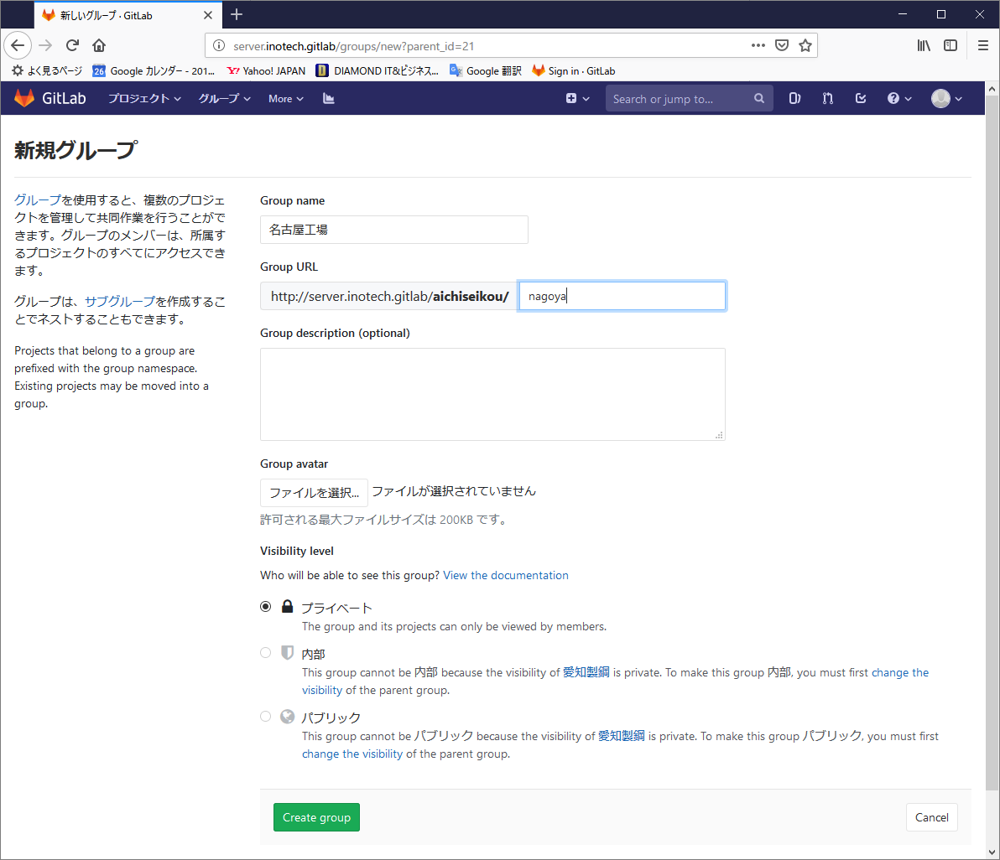 新しいグループ · GitLab
server.inotech.gitlab/groups/new?parent_id=21
よく見るページ
26 Google カレンダー - 201...
Yahoo! JAPAN
DIAMOND IT&ビジネス...
Google 翻訳
Sign in · GitLab
GitLab
プロジェクト
グループ
More
Search or jump to...
新規グループ
グループを使用すると、複数のプロジェ
クトを管理して共同作業を行うことがで
きます。グループのメンバーは、所属す
るプロジェクトのすべてにアクセスでき
ます。
グループは、サブグループを作成するこ
とでネストすることもできます。
Projects that belong to a group are
prefixed with the group namespace.
Existing projects may be moved into a
group.
Group name
名古屋工場
Group URL
http://server.inotech.gitlab/aichiseikou/
nagoya
Group description (optional)
Group avatar
ファイルを選択... ファイルが選択されていません
許可される最大ファイルサイズは 200KB です。
Visibility level
Who will be able to see this group? View the documentation
プライベート
The group and its projects can only be viewed by members.
内部
This group cannot be 内部 because the visibility of 愛知製鋼 is private. To make this group 内部, you must first change the
visibility of the parent group.
パブリック
This group cannot be パブリック because the visibility of 愛知製鋼 is private. To make this group パブリック, you must first
change the visibility of the parent group.
Create group
Cancel